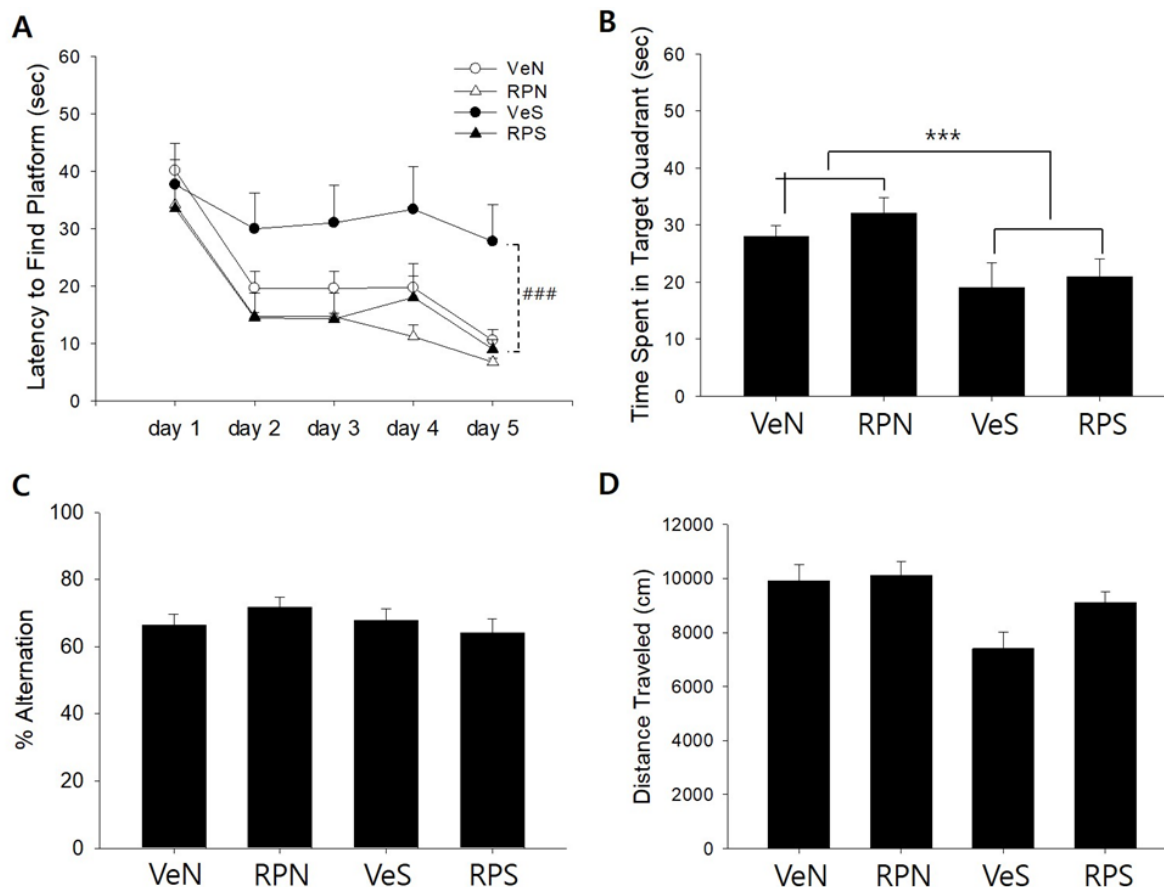 A
Latency to Find Platform (sec)
60
50
40
30
20
10
0
day 1 day 2 day 3 day 4 day 5
VeN
RPN
VeS
RPS
###
B
Time Spent in Target Quadrant (sec)
60
50
40
30
20
10
0
***
VeN RPN VeS RPS
C
% Alternation
100
80
60
40
20
0
VeN RPN VeS RPS
D
Distance Traveled (cm)
12000
10000
8000
6000
4000
2000
0
VeN RPN VeS RPS